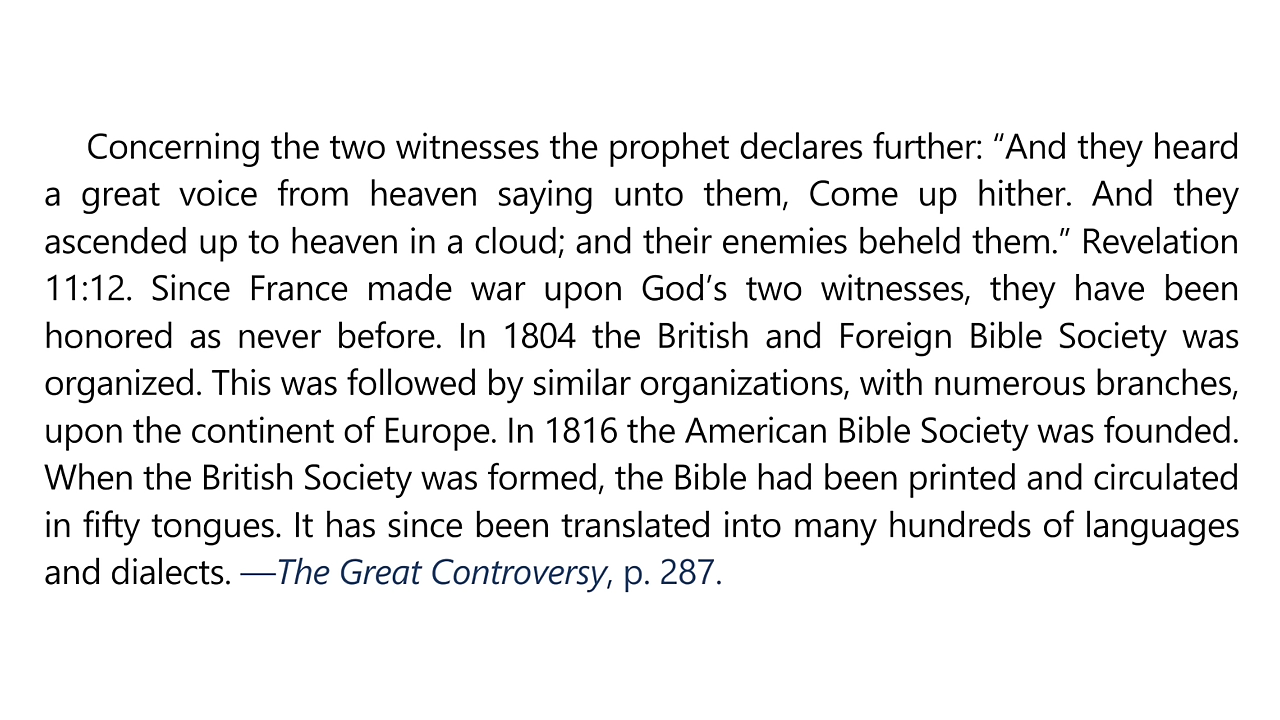 Concerning the two witnesses the prophet declares further: “And they heard
a great voice from heaven saying unto them, Come up hither. And they
ascended up to heaven in a cloud; and their enemies beheld them.” Revelation
11:12. Since France made war upon God’s two witnesses, they have been
honored as never before. In 1804 the British and Foreign Bible Society was
organized. This was followed by similar organizations, with numerous branches,
upon the continent of Europe. In 1816 the American Bible Society was founded.
When the British Society was formed, the Bible had been printed and circulated
in fifty tongues. It has since been translated into many hundreds of languages
and dialects. —The Great Controversy, p. 287.